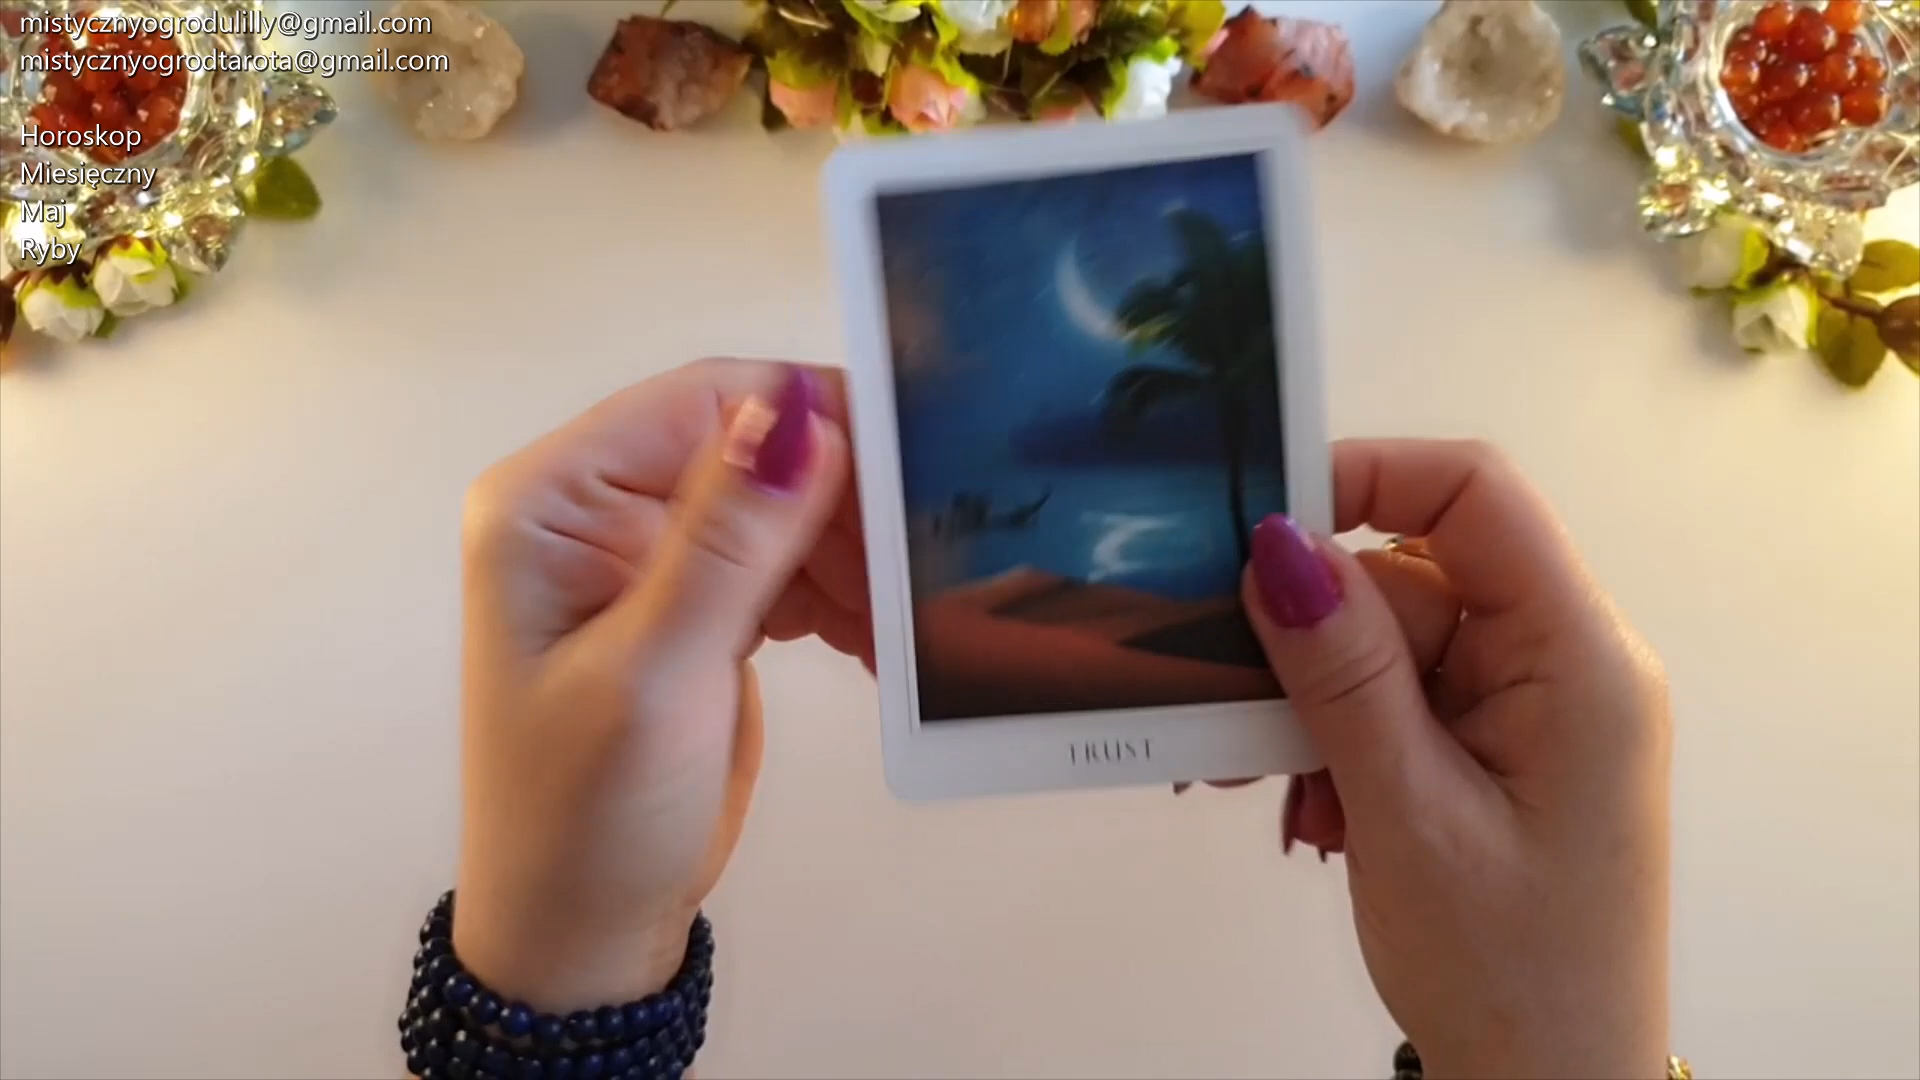 mistycznyogrodulilly@gmail.com
mistycznyogrodtarota@gmail.com
Horoskop
Miesięczny
Maj
Ryby
TRUST